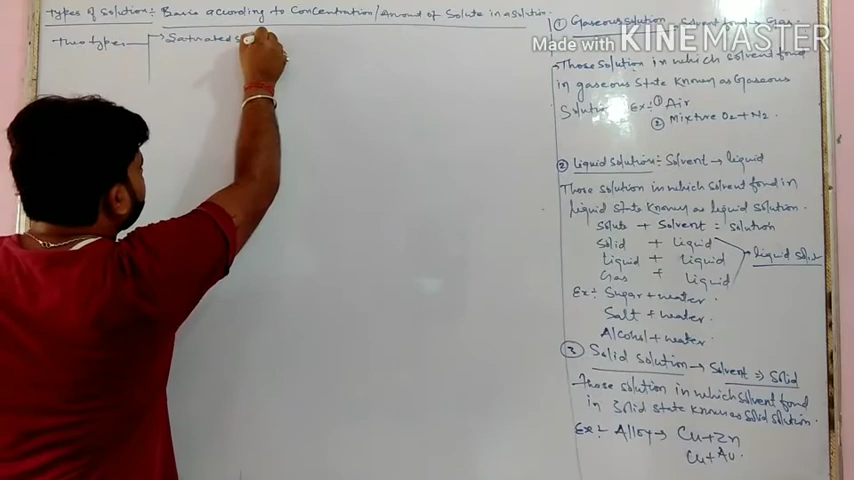 Types of Solution:- Basis acording to Concentration/Amount of Solute in a solution.
Two types → Saturated s
① Gaseous solution - Solvent found → Gas
Made with KINEMASTER
Those Solution in which solvent found
in gaseous state known as Gaseous
Solution. Ex:- ① Air
② Mixture O2 + N2.
② Liquid solution:- Solvent → liquid
Those solution in which solvent fond in
liquid state known as liquid solution.
Solute + Solvent = solution
Solid + Liquid
Liquid + Liquid
Gas + Liquid
liquid solut
Ex:- Sugar + water.
Salt + water.
Alcohol + water.
③ Solid solution → Solvent ⇒ Solid
Those solution in which solvent fond
in Solid state known as solid solution.
Ex:- Alloy → Cu + Zn
Cu + Au.